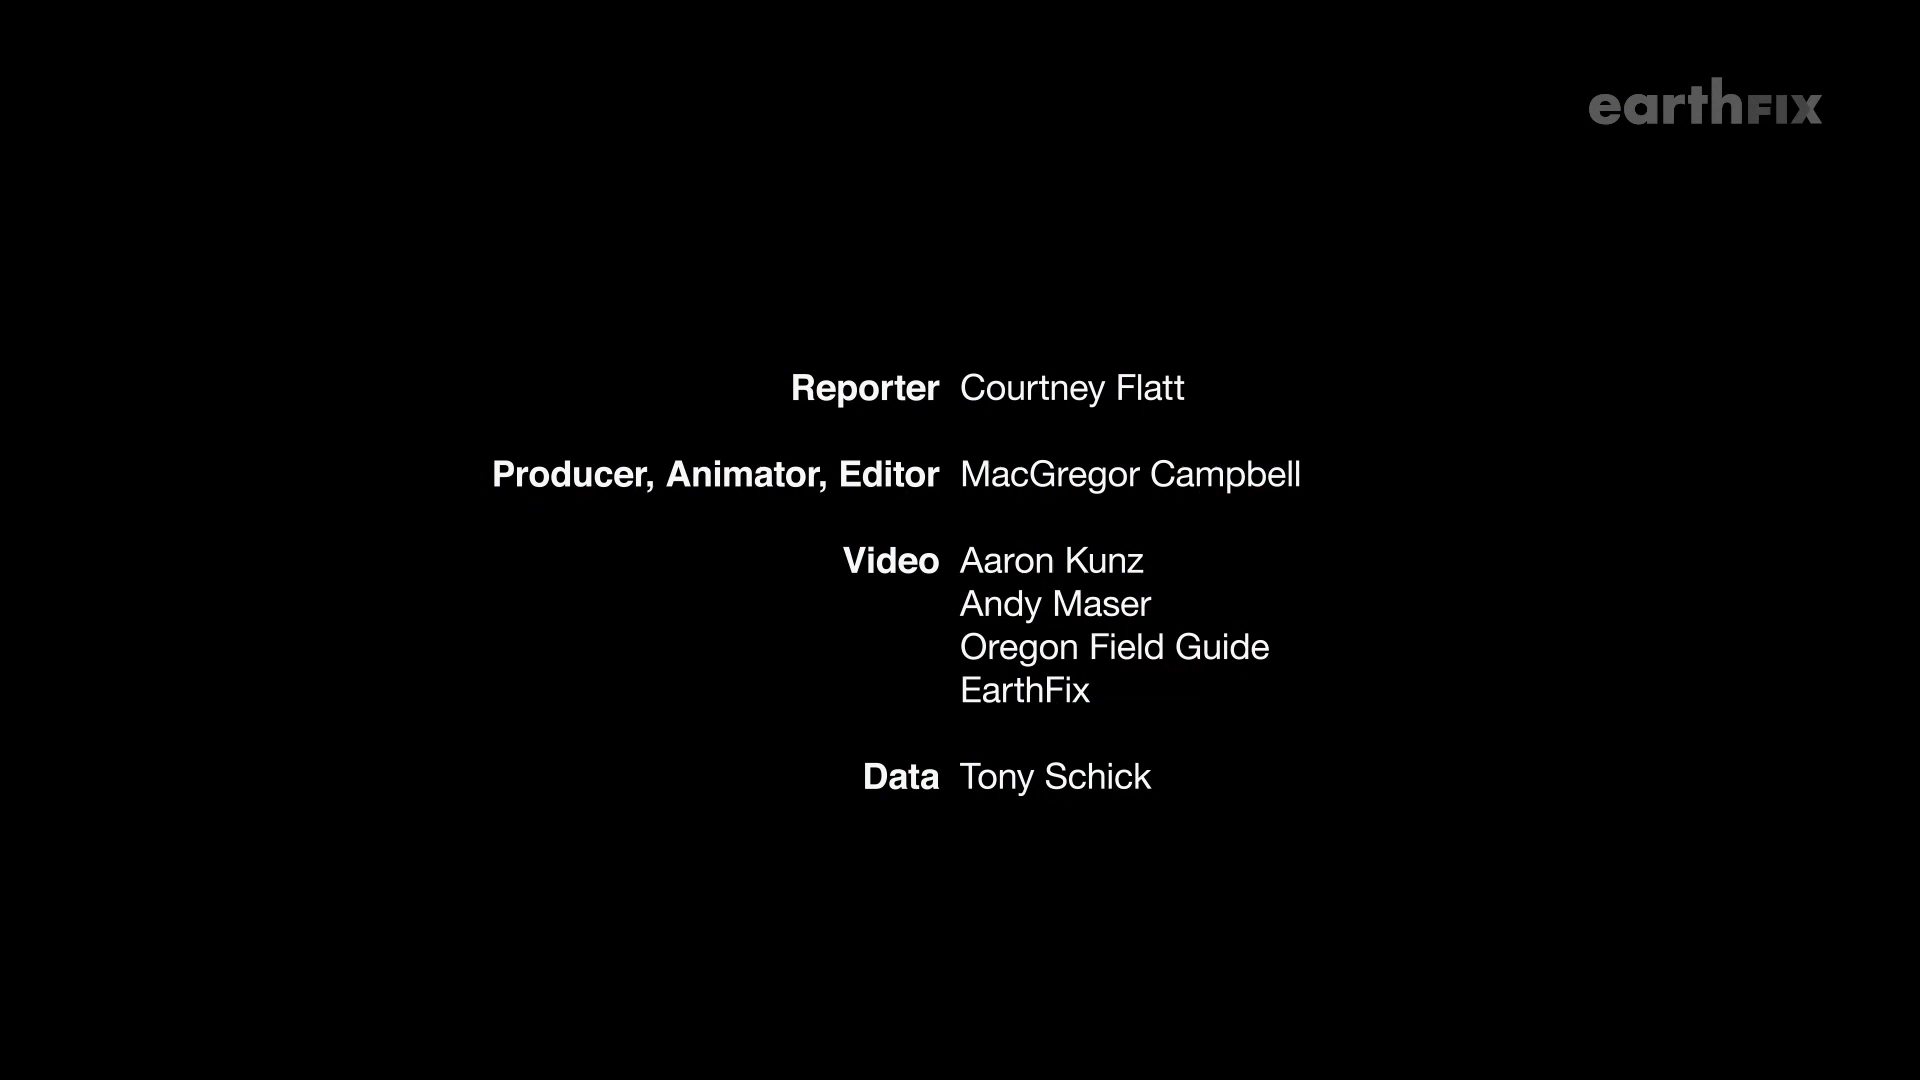 earthFIX
Reporter Courtney Flatt
Producer, Animator, Editor MacGregor Campbell
Video Aaron Kunz
Andy Maser
Oregon Field Guide
EarthFix
Data Tony Schick